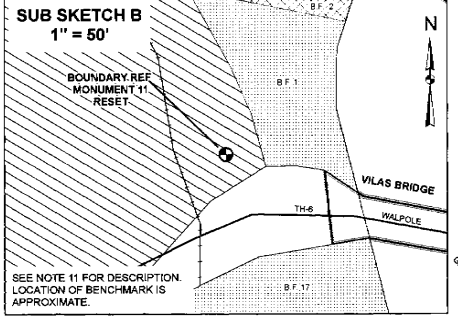 SUB SKETCH B
1" = 50'
B.F. 2
N
BOUNDARY REF
MONUMENT 11
RESET
B.F. 1
VILAS BRIDGE
TH-6
WALPOLE
SEE NOTE 11 FOR DESCRIPTION.
LOCATION OF BENCHMARK IS
APPROXIMATE.
B.F. 17